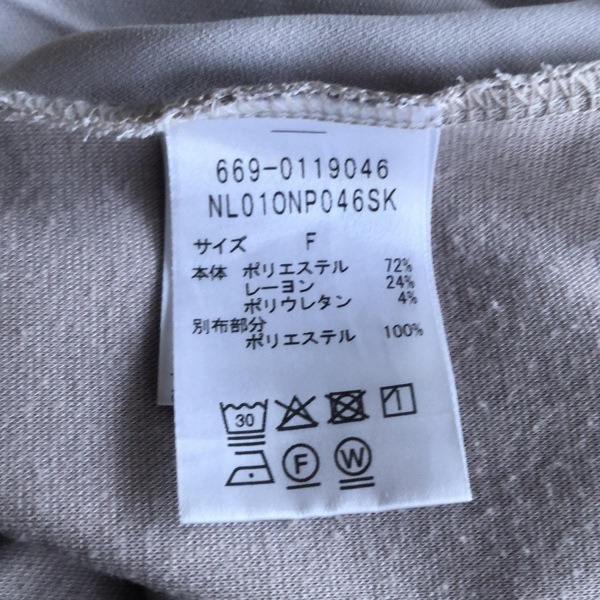 669-0119046
NL01ONP046SK
サイズ F
本体 ポリエステル 72%
レーヨン 24%
ポリウレタン 4%
別布部分
ポリエステル 100%
30
F W